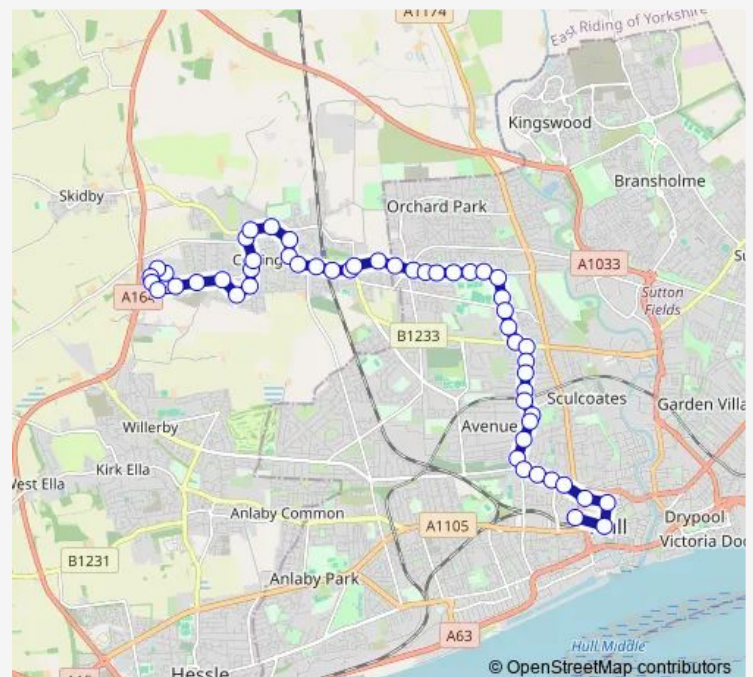 A1174
East Riding of Yorkshire
Kingswood
Bransholme
Skidby
Orchard Park
A1033
Sutton
Fields
B1233
Sculcoates
Garden Villa
Willerby
Avenue
Kirk Ella
West Ella
Anlaby Common
A1105
Drypool
Victoria Doc
B1231
Anlaby Park
A63
Hull Middle
Hessle
© OpenStreetMap contributors